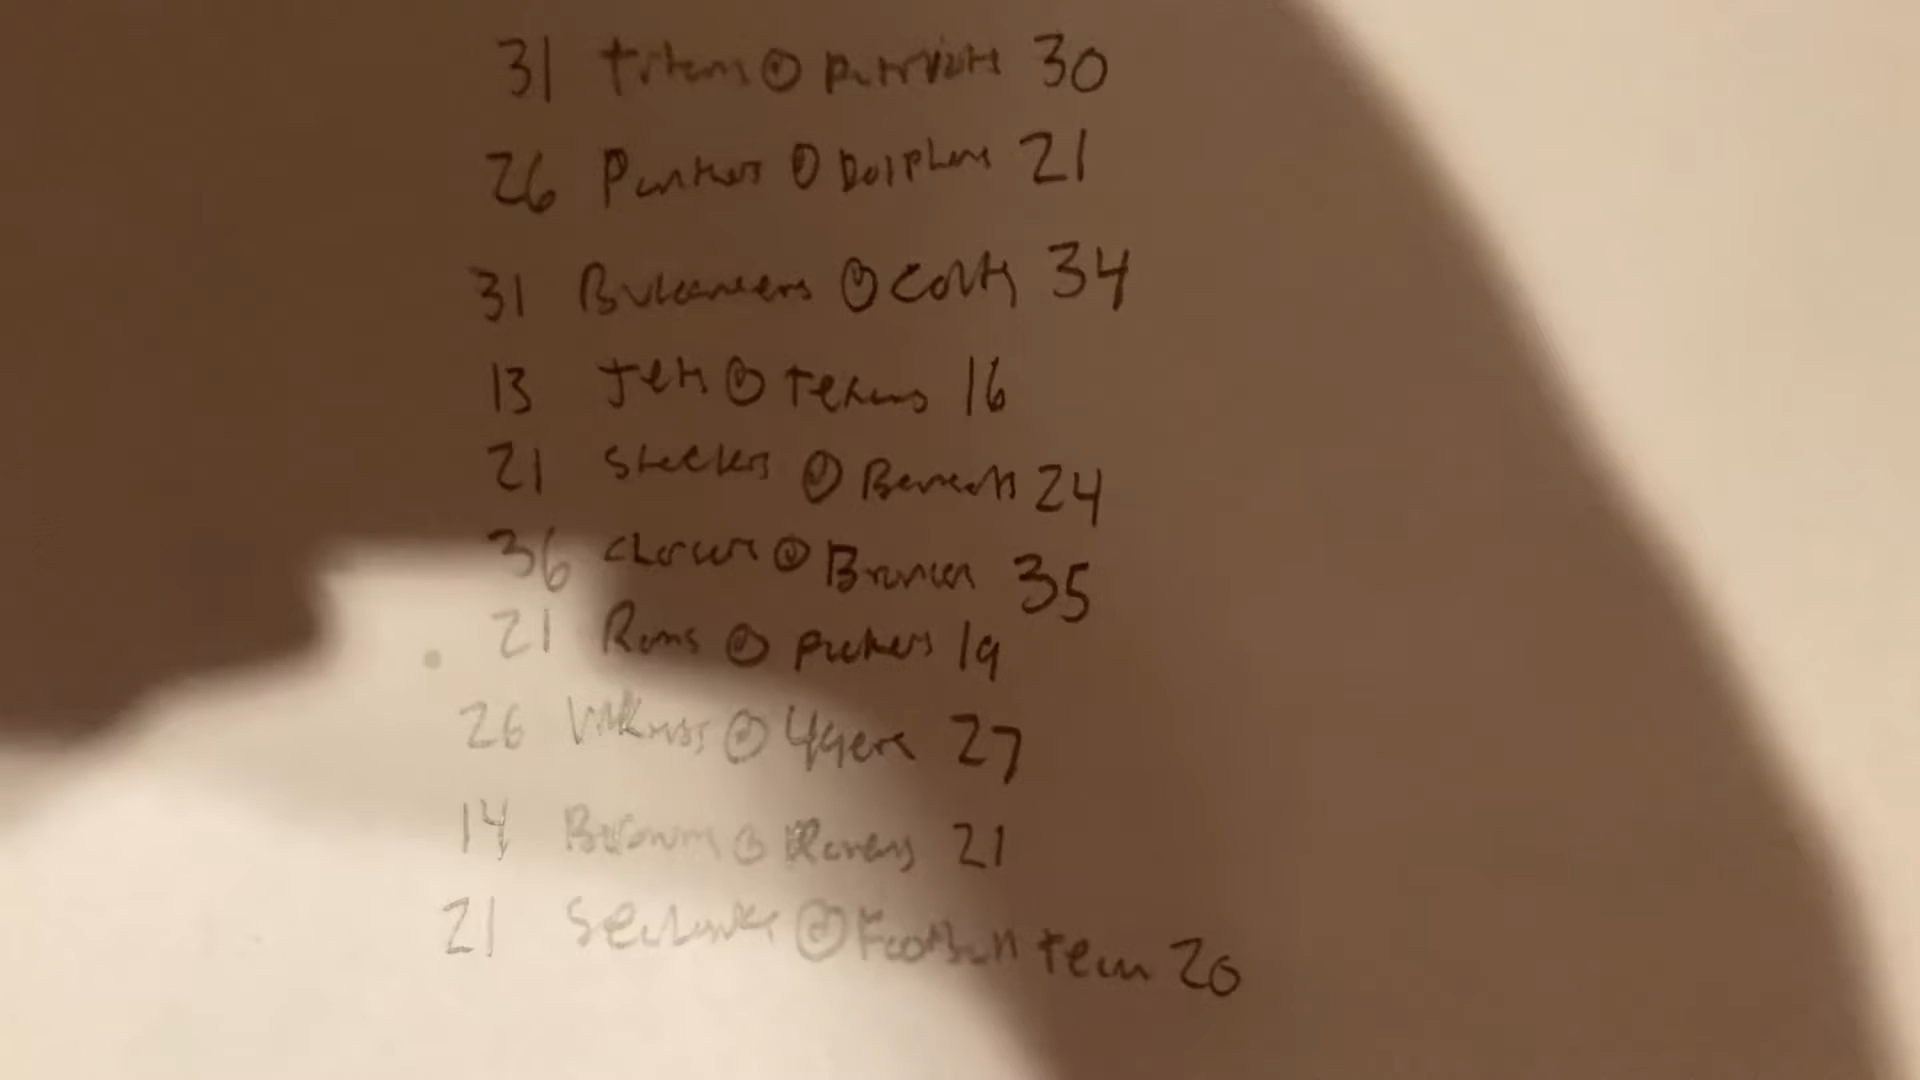 31 Titans @ Patriots 30
26 Panthers @ Dolphins 21
31 Buccaneers @ Colts 34
13 Jets @ Texans 16
21 Steelers @ Bengals 24
36 Chargers @ Broncos 35
21 Rams @ Packers 19
26 Vikings @ 49ers 27
14 Browns @ Ravens 21
21 Seahawks @ Football Team 20